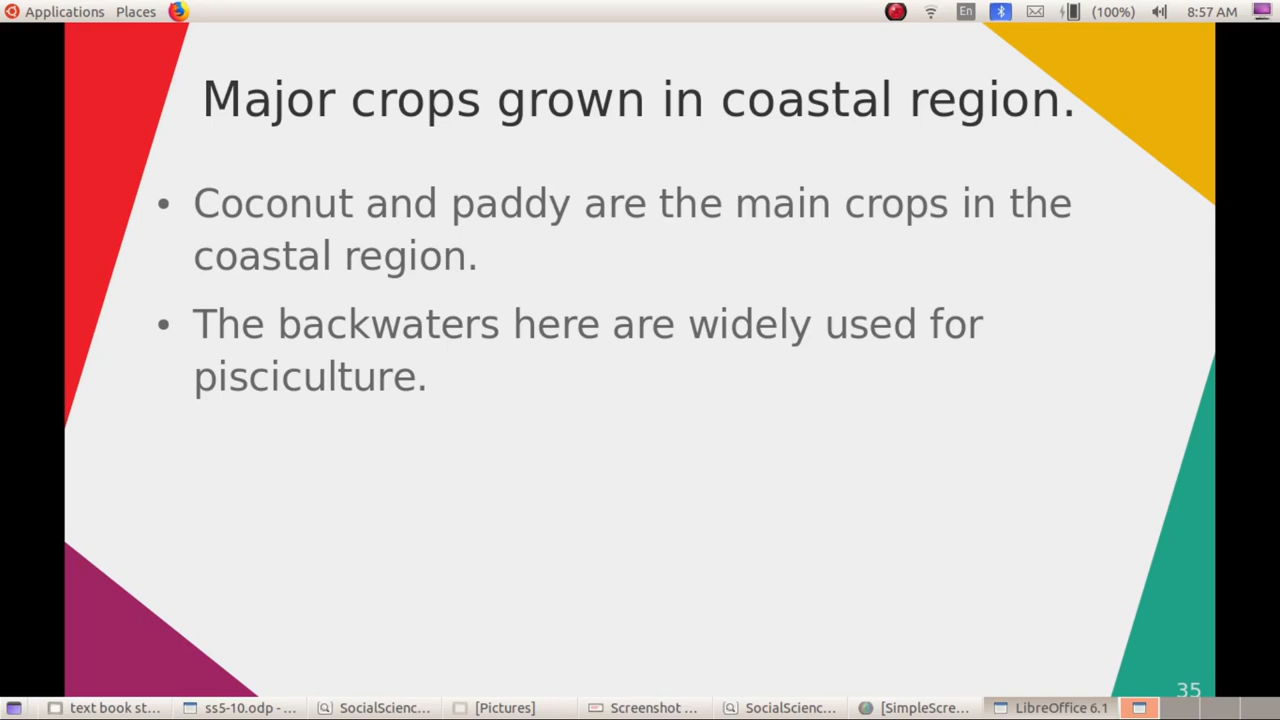 Applications Places En (100%) 8:57 AM
Major crops grown in coastal region.
• Coconut and paddy are the main crops in the
coastal region.
• The backwaters here are widely used for
pisciculture.
35
text book st... ss5-10.odp - ... SocialScienc... [Pictures] Screenshot ... SocialScienc... [SimpleScre... LibreOffice 6.1